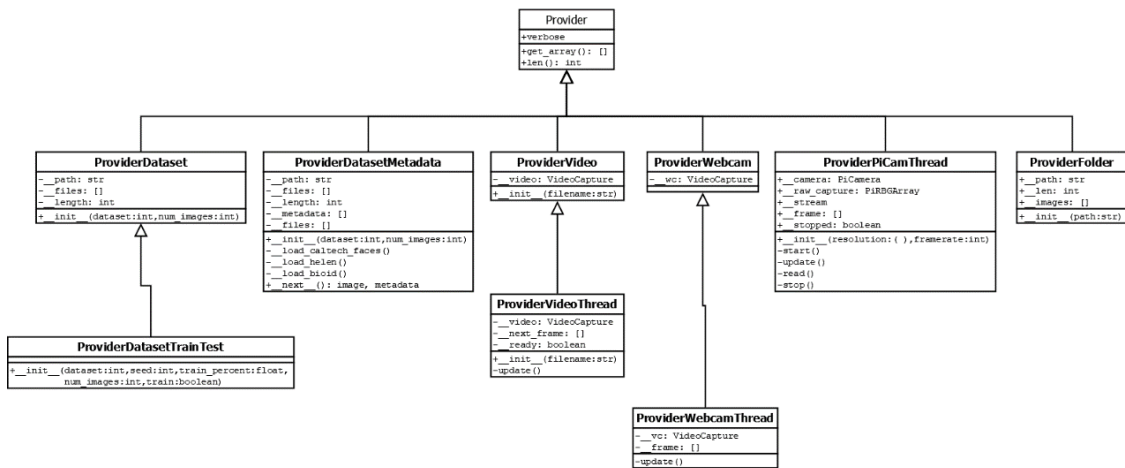 Provider
+verbose
+get_array(): []
+len(): int
ProviderDataset
-__path: str
-__files: []
-__length: int
+__init__(dataset:int,num_images:int)
ProviderDatasetMetadata
-__path: str
-__files: []
-__length: int
-__metadata: []
-__files: []
+__init__(dataset:int,num_images:int)
-__load_caltech_faces()
-__load_helen()
-__load_bioid()
+__next__(): image, metadata
ProviderVideo
-__video: VideoCapture
+__init__(filename:str)
ProviderWebcam
-__wc: VideoCapture
ProviderPiCamThread
+__camera: PiCamera
+__raw_capture: PiRBGArray
+__stream
+__frame: []
+__stopped: boolean
+__init__(resolution:( ),framerate:int)
-start()
-update()
-read()
-stop()
ProviderFolder
+__path: str
+__len: int
+__images: []
+__init__(path:str)
ProviderDatasetTrainTest
+__init__(dataset:int,seed:int,train_percent:float,
num_images:int,train:boolean)
ProviderVideoThread
-__video: VideoCapture
-__next_frame: []
-__ready: boolean
+__init__(filename:str)
-update()
ProviderWebcamThread
-__vc: VideoCapture
-__frame: []
-update()